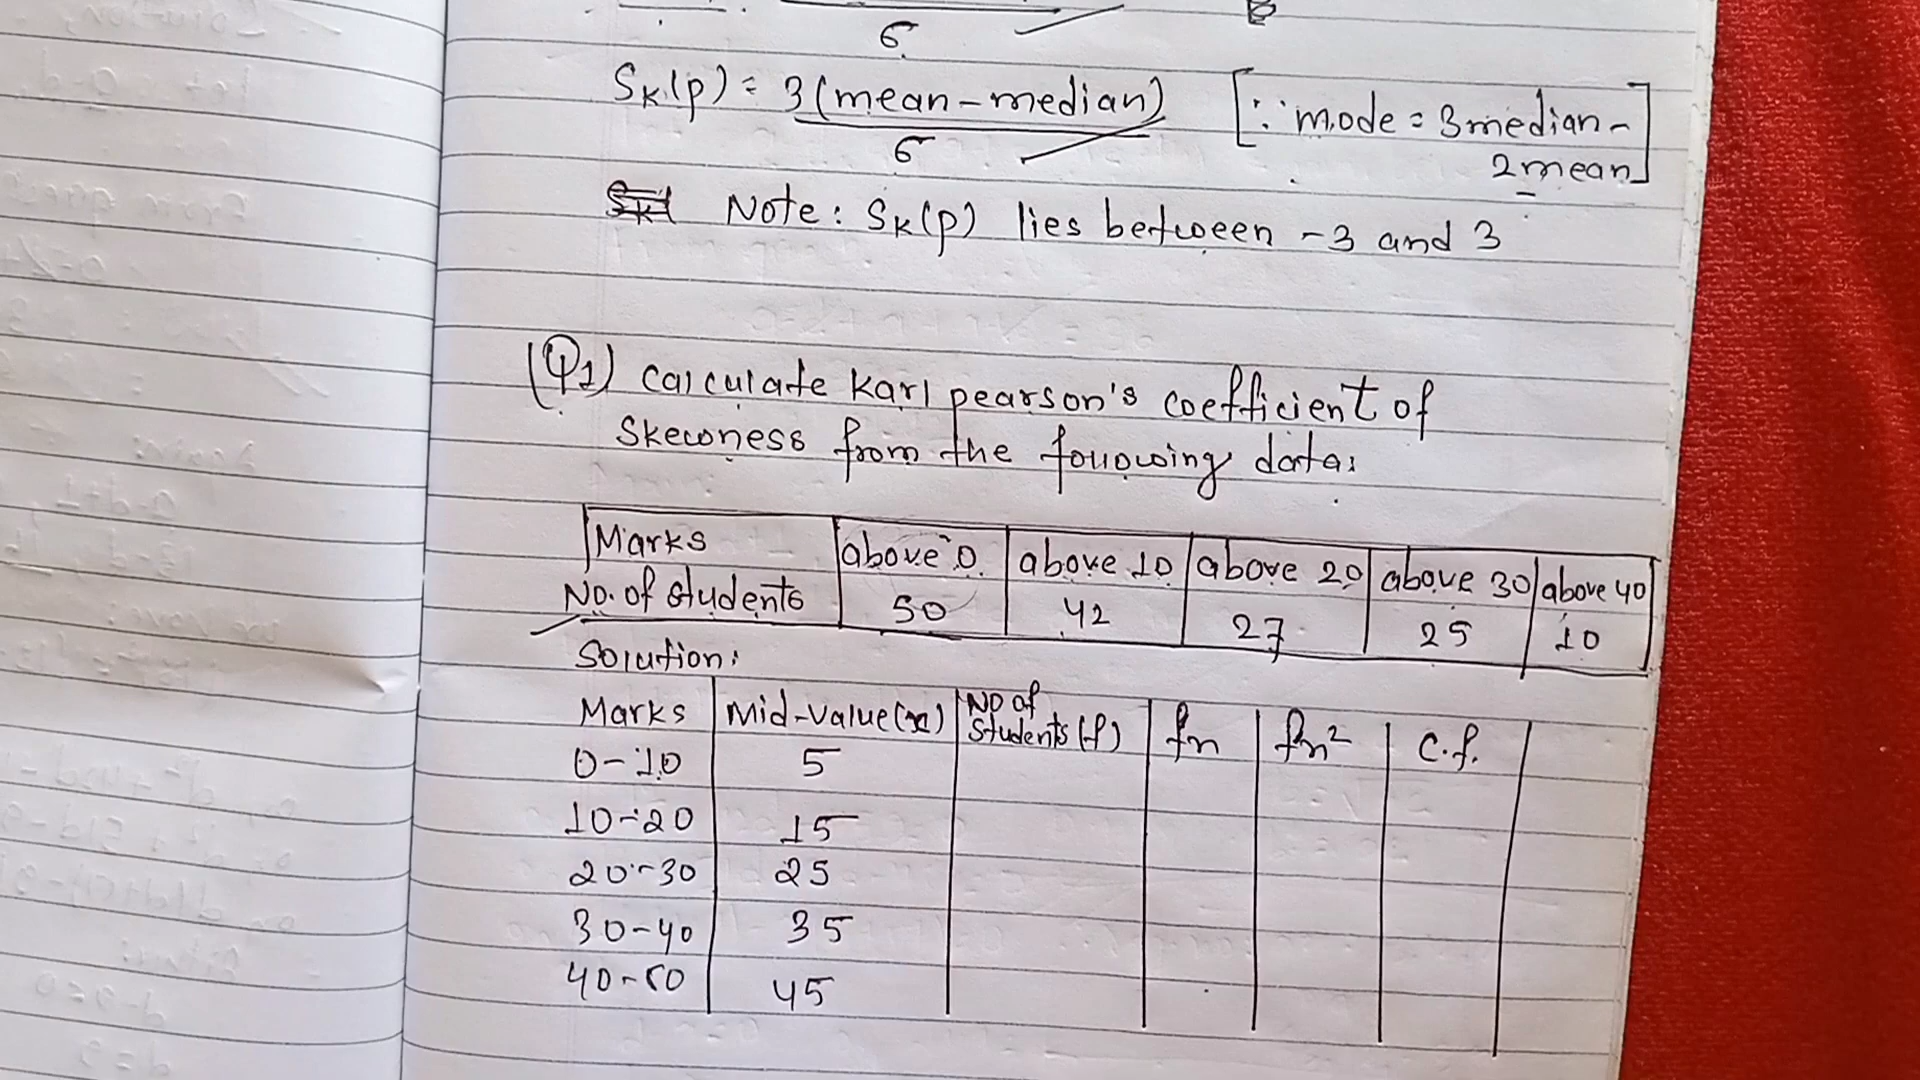 6
Sk(p) = 3(mean - median) [∵ mode = 3median -
6 2mean]
Note: Sk(p) lies between -3 and 3
(Q1) calculate Karl pearson's coefficient of
skewness from the following data:
Marks above 0 above 10 above 20 above 30 above 40
No. of students 50 42 27 25 10
Solution:
Marks Mid-value(x) No of Students (f) fx fx² c.f.
0-10 5
10-20 15
20-30 25
30-40 35
40-50 45